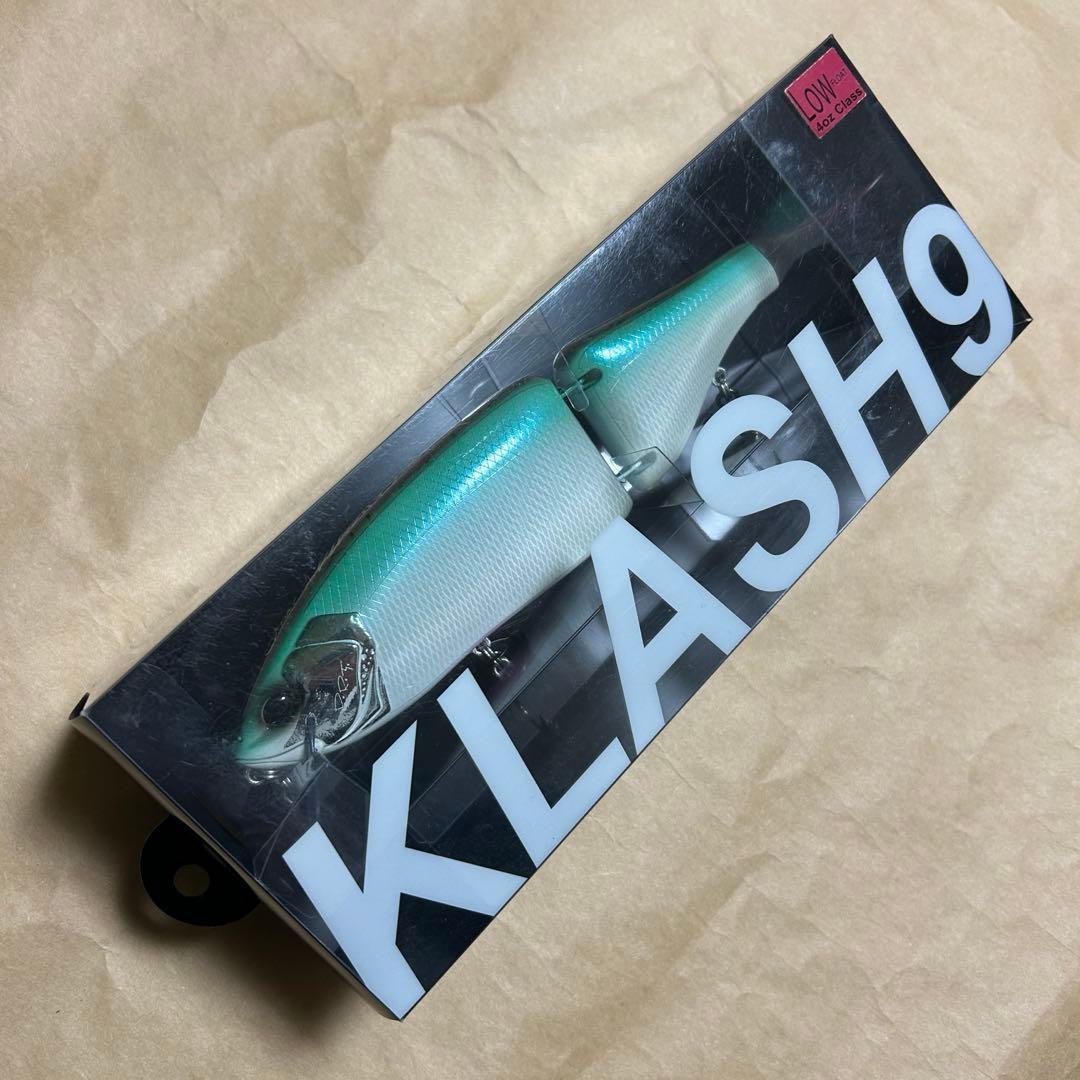 LOW FLOAT
4oz Class
KLASH9
D.R.T.